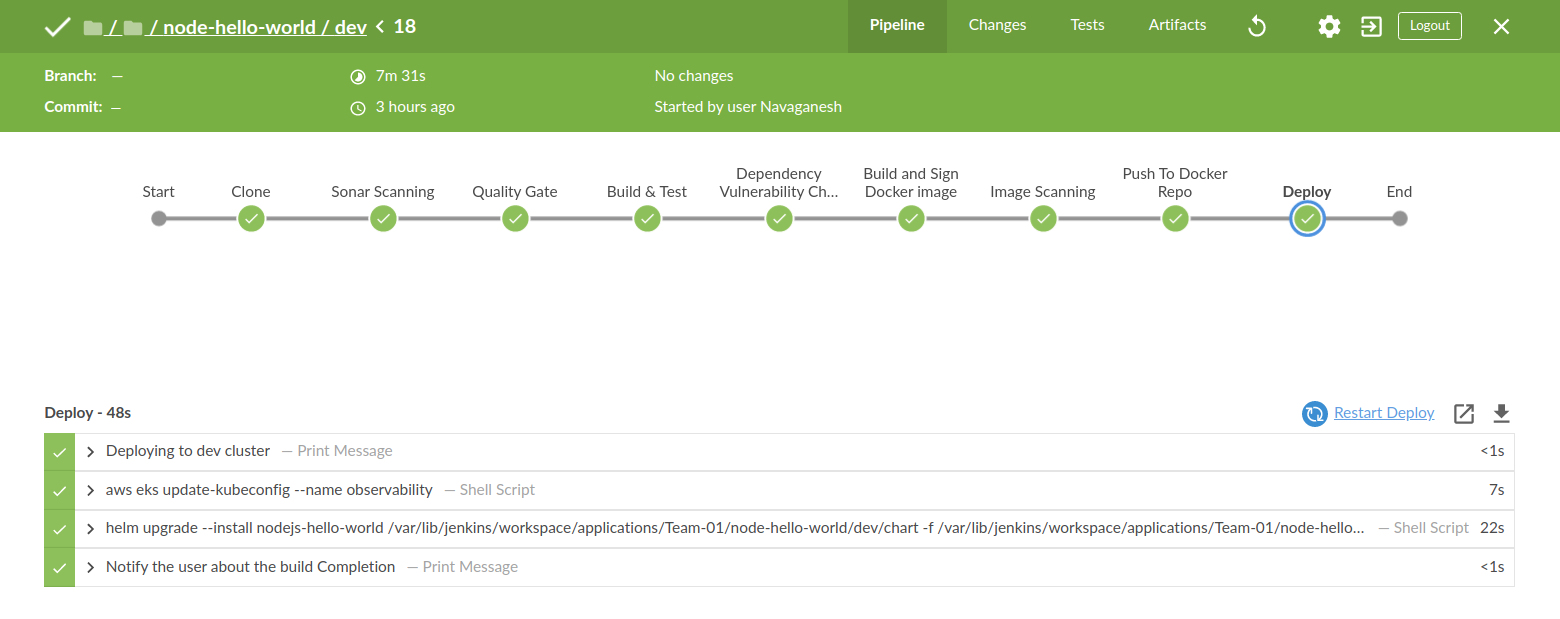 / / node-hello-world / dev < 18 Pipeline Changes Tests Artifacts Logout
Branch: — 7m 31s No changes
Commit: — 3 hours ago Started by user Navaganesh
Start Clone Sonar Scanning Quality Gate Build & Test Dependency Vulnerability Ch... Build and Sign Docker image Image Scanning Push To Docker Repo Deploy End
Deploy - 48s Restart Deploy
Deploying to dev cluster — Print Message <1s
aws eks update-kubeconfig --name observability — Shell Script 7s
helm upgrade --install nodejs-hello-world /var/lib/jenkins/workspace/applications/Team-01/node-hello-world/dev/chart -f /var/lib/jenkins/workspace/applications/Team-01/node-hello... — Shell Script 22s
Notify the user about the build Completion — Print Message <1s